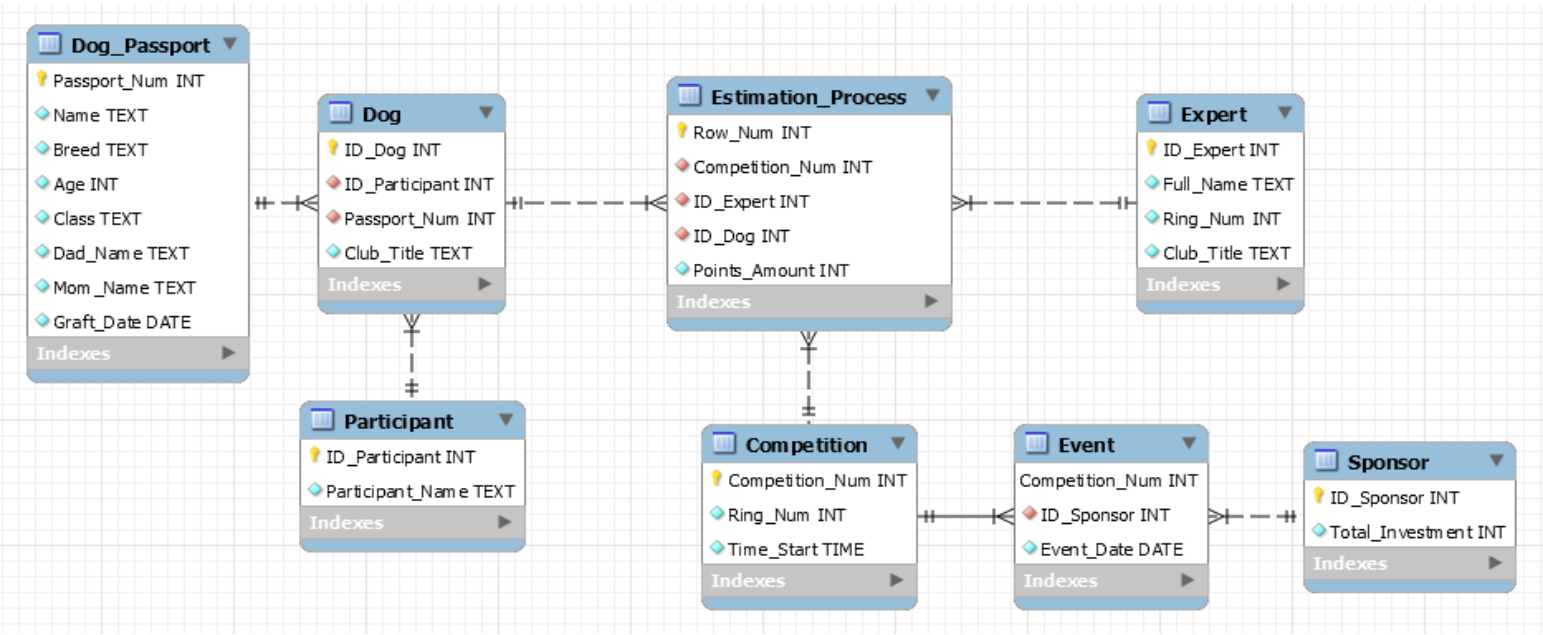 Dog_Passport
Passport_Num INT
Name TEXT
Breed TEXT
Age INT
Class TEXT
Dad_Name TEXT
Mom_Name TEXT
Graft_Date DATE
Indexes
Dog
ID_Dog INT
ID_Participant INT
Passport_Num INT
Club_Title TEXT
Indexes
Estimation_Process
Row_Num INT
Competition_Num INT
ID_Expert INT
ID_Dog INT
Points_Amount INT
Indexes
Expert
ID_Expert INT
Full_Name TEXT
Ring_Num INT
Club_Title TEXT
Indexes
Participant
ID_Participant INT
Participant_Name TEXT
Indexes
Competition
Competition_Num INT
Ring_Num INT
Time_Start TIME
Indexes
Event
Competition_Num INT
ID_Sponsor INT
Event_Date DATE
Indexes
Sponsor
ID_Sponsor INT
Total_Investment INT
Indexes